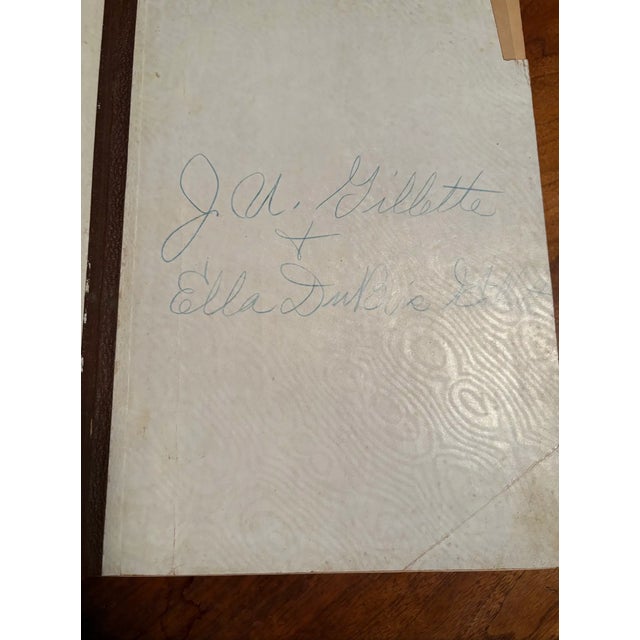 J. U. Gillette
+
Ella DuBois